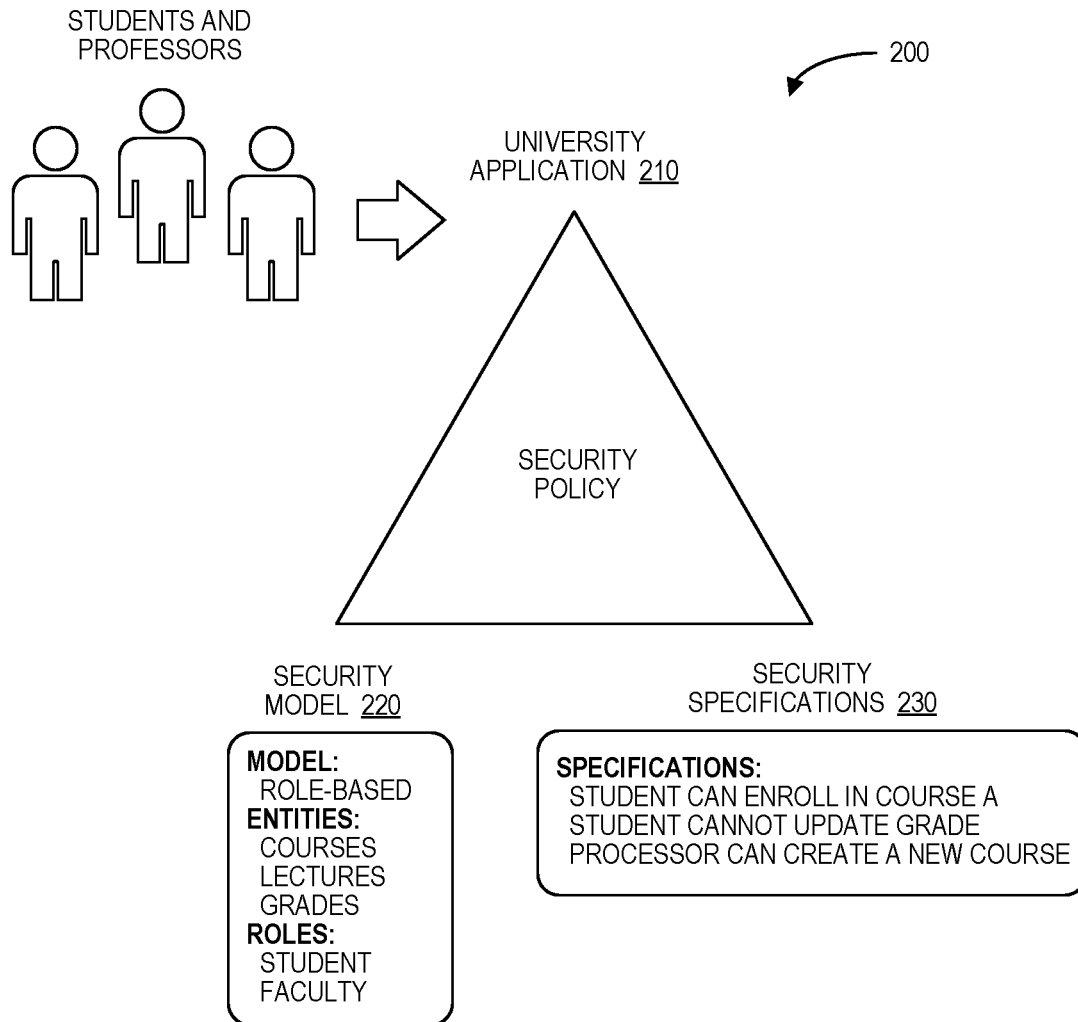 STUDENTS AND
PROFESSORS
200
UNIVERSITY
APPLICATION 210
SECURITY
POLICY
SECURITY
MODEL 220
MODEL:
ROLE-BASED
ENTITIES:
COURSES
LECTURES
GRADES
ROLES:
STUDENT
FACULTY
SECURITY
SPECIFICATIONS 230
SPECIFICATIONS:
STUDENT CAN ENROLL IN COURSE A
STUDENT CANNOT UPDATE GRADE
PROCESSOR CAN CREATE A NEW COURSE